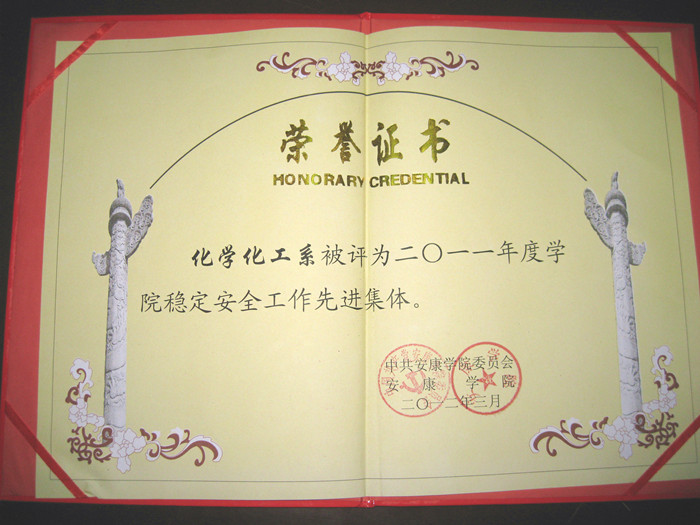 荣誉证书
HONORARY CREDENTIAL
化学化工系被评为二〇一一年度学
院稳定安全工作先进集体。
中共安康学院委员会
安康学院
二〇一二年三月